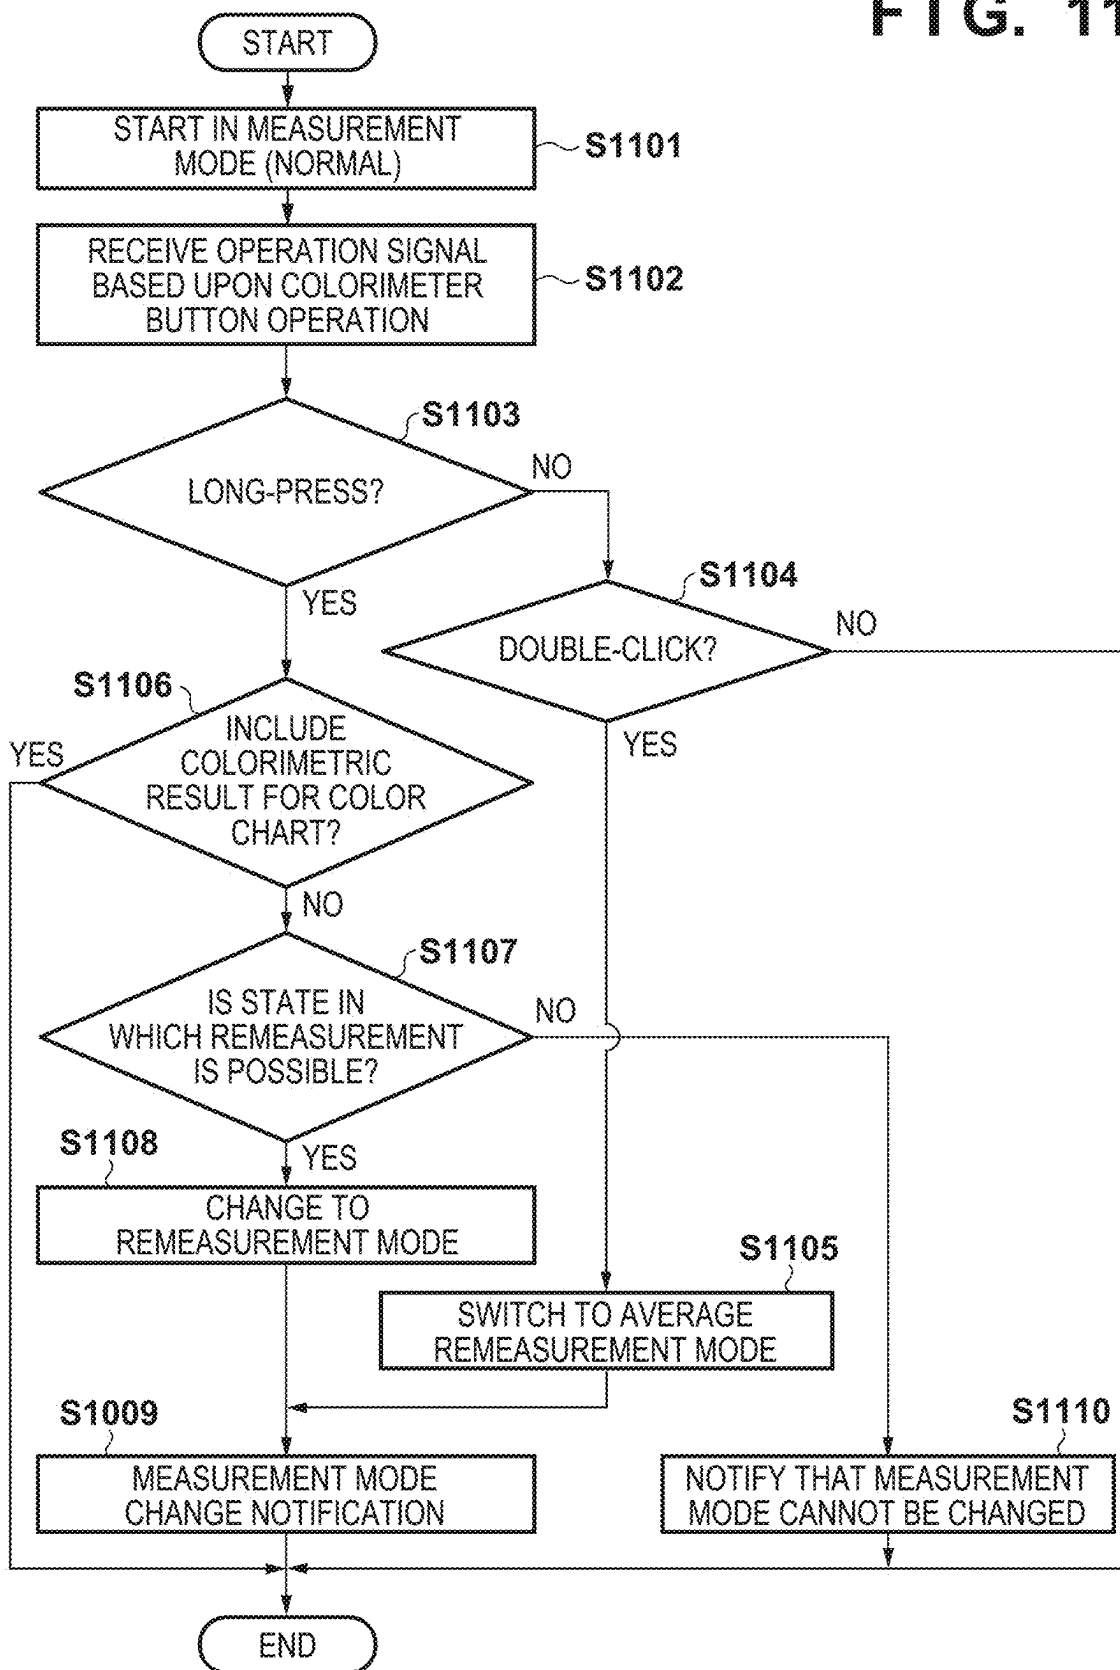 FIG. 11
START
START IN MEASUREMENT
MODE (NORMAL)
S1101
RECEIVE OPERATION SIGNAL
BASED UPON COLORIMETER
BUTTON OPERATION
S1102
S1103
LONG-PRESS?
NO
YES
S1104
DOUBLE-CLICK?
NO
YES
S1106
INCLUDE
COLORIMETRIC
RESULT FOR COLOR
CHART?
YES
NO
S1107
IS STATE IN
WHICH REMEASUREMENT
IS POSSIBLE?
NO
YES
S1108
CHANGE TO
REMEASUREMENT MODE
S1105
SWITCH TO AVERAGE
REMEASUREMENT MODE
S1009
MEASUREMENT MODE
CHANGE NOTIFICATION
S1110
NOTIFY THAT MEASUREMENT
MODE CANNOT BE CHANGED
END